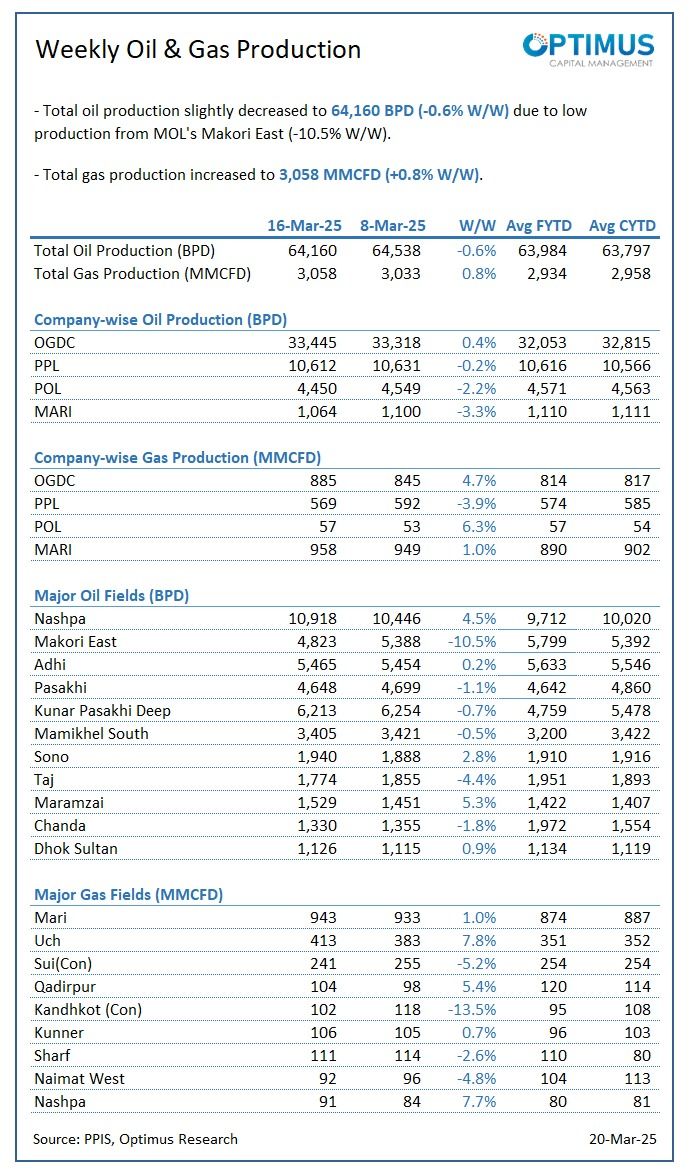 Weekly Oil & Gas Production
OPTIMUS
CAPITAL MANAGEMENT
- Total oil production slightly decreased to 64,160 BPD (-0.6% W/W) due to low
production from MOL's Makori East (-10.5% W/W).
- Total gas production increased to 3,058 MMCFD (+0.8% W/W).
16-Mar-25 8-Mar-25 W/W Avg FYTD Avg CYTD
Total Oil Production (BPD) 64,160 64,538 -0.6% 63,984 63,797
Total Gas Production (MMCFD) 3,058 3,033 0.8% 2,934 2,958
Company-wise Oil Production (BPD)
OGDC 33,445 33,318 0.4% 32,053 32,815
PPL 10,612 10,631 -0.2% 10,616 10,566
POL 4,450 4,549 -2.2% 4,571 4,563
MARI 1,064 1,100 -3.3% 1,110 1,111
Company-wise Gas Production (MMCFD)
OGDC 885 845 4.7% 814 817
PPL 569 592 -3.9% 574 585
POL 57 53 6.3% 57 54
MARI 958 949 1.0% 890 902
Major Oil Fields (BPD)
Nashpa 10,918 10,446 4.5% 9,712 10,020
Makori East 4,823 5,388 -10.5% 5,799 5,392
Adhi 5,465 5,454 0.2% 5,633 5,546
Pasakhi 4,648 4,699 -1.1% 4,642 4,860
Kunar Pasakhi Deep 6,213 6,254 -0.7% 4,759 5,478
Mamikhel South 3,405 3,421 -0.5% 3,200 3,422
Sono 1,940 1,888 2.8% 1,910 1,916
Taj 1,774 1,855 -4.4% 1,951 1,893
Maramzai 1,529 1,451 5.3% 1,422 1,407
Chanda 1,330 1,355 -1.8% 1,972 1,554
Dhok Sultan 1,126 1,115 0.9% 1,134 1,119
Major Gas Fields (MMCFD)
Mari 943 933 1.0% 874 887
Uch 413 383 7.8% 351 352
Sui(Con) 241 255 -5.2% 254 254
Qadirpur 104 98 5.4% 120 114
Kandhkot (Con) 102 118 -13.5% 95 108
Kunner 106 105 0.7% 96 103
Sharf 111 114 -2.6% 110 80
Naimat West 92 96 -4.8% 104 113
Nashpa 91 84 7.7% 80 81
Source: PPIS, Optimus Research 20-Mar-25